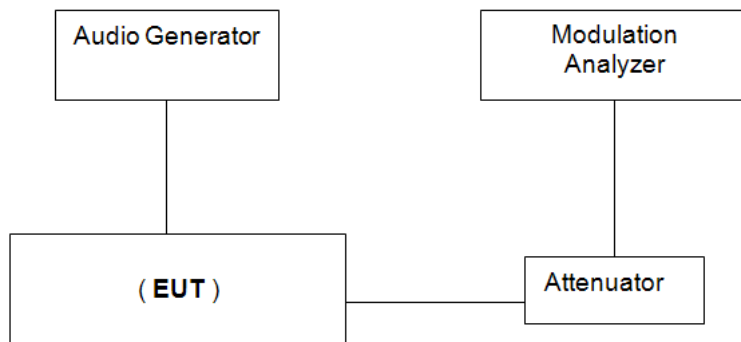 Audio Generator
Modulation
Analyzer
( EUT )
Attenuator